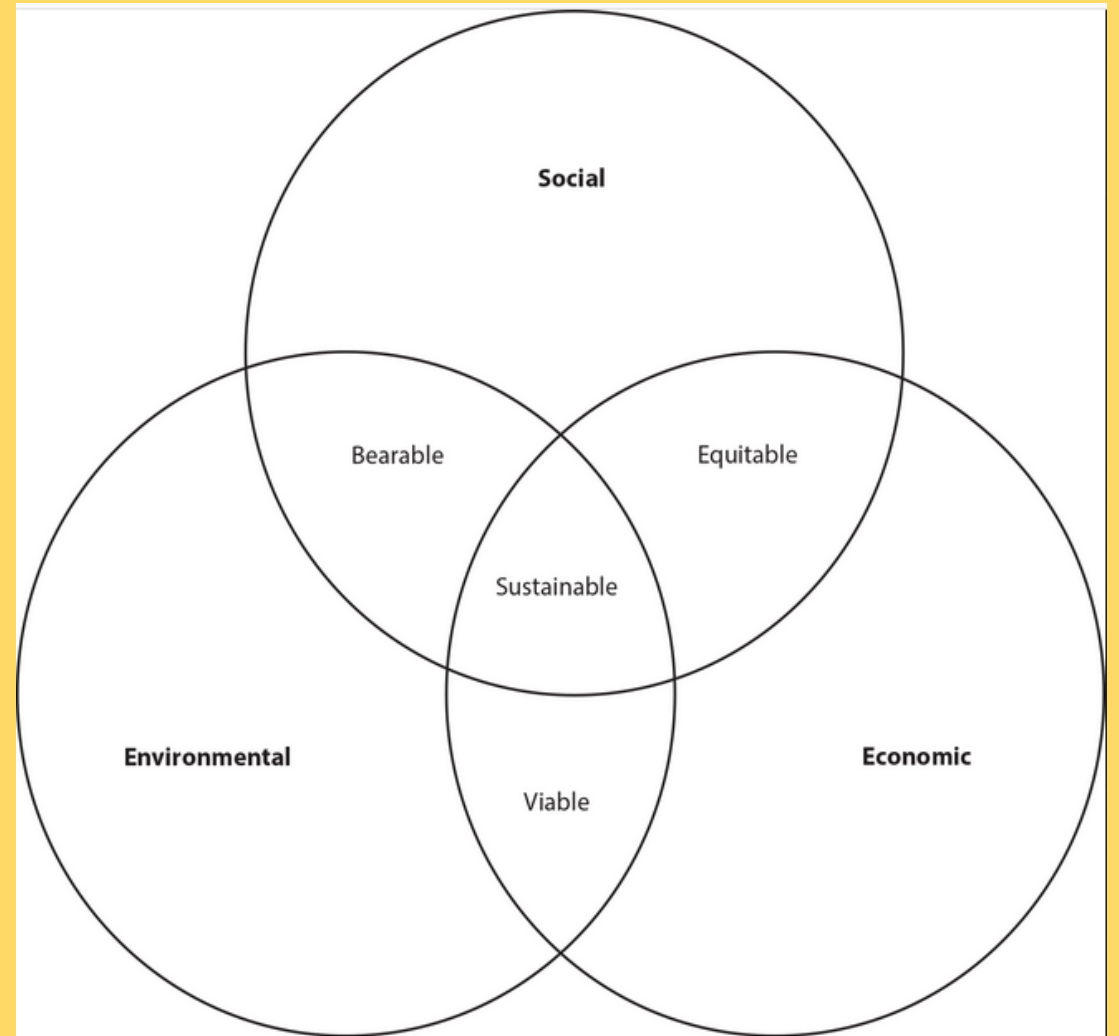 Social
Bearable
Equitable
Sustainable
Environmental
Economic
Viable